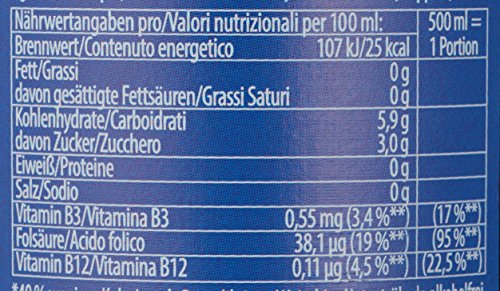 Nährwertangaben pro/Valori nutrizionali per 100 ml: 500 ml =
Brennwert/Contenuto energetico 107 kJ/25 kcal 1 Portion
Fett/Grassi 0 g
davon gesättigte Fettsäuren/Grassi Saturi 0 g
Kohlenhydrate/Carboidrati 5,9 g
davon Zucker/Zucchero 3,0 g
Eiweiß/Proteine 0 g
Salz/Sodio 0 g
Vitamin B3/Vitamina B3 0,55 mg (3,4 %**) (17 %**)
Folsäure/Acido folico 38,1 µg (19 %**) (95 %**)
Vitamin B12/Vitamina B12 0,11 µg (4,5 %**) (22,5 %**)